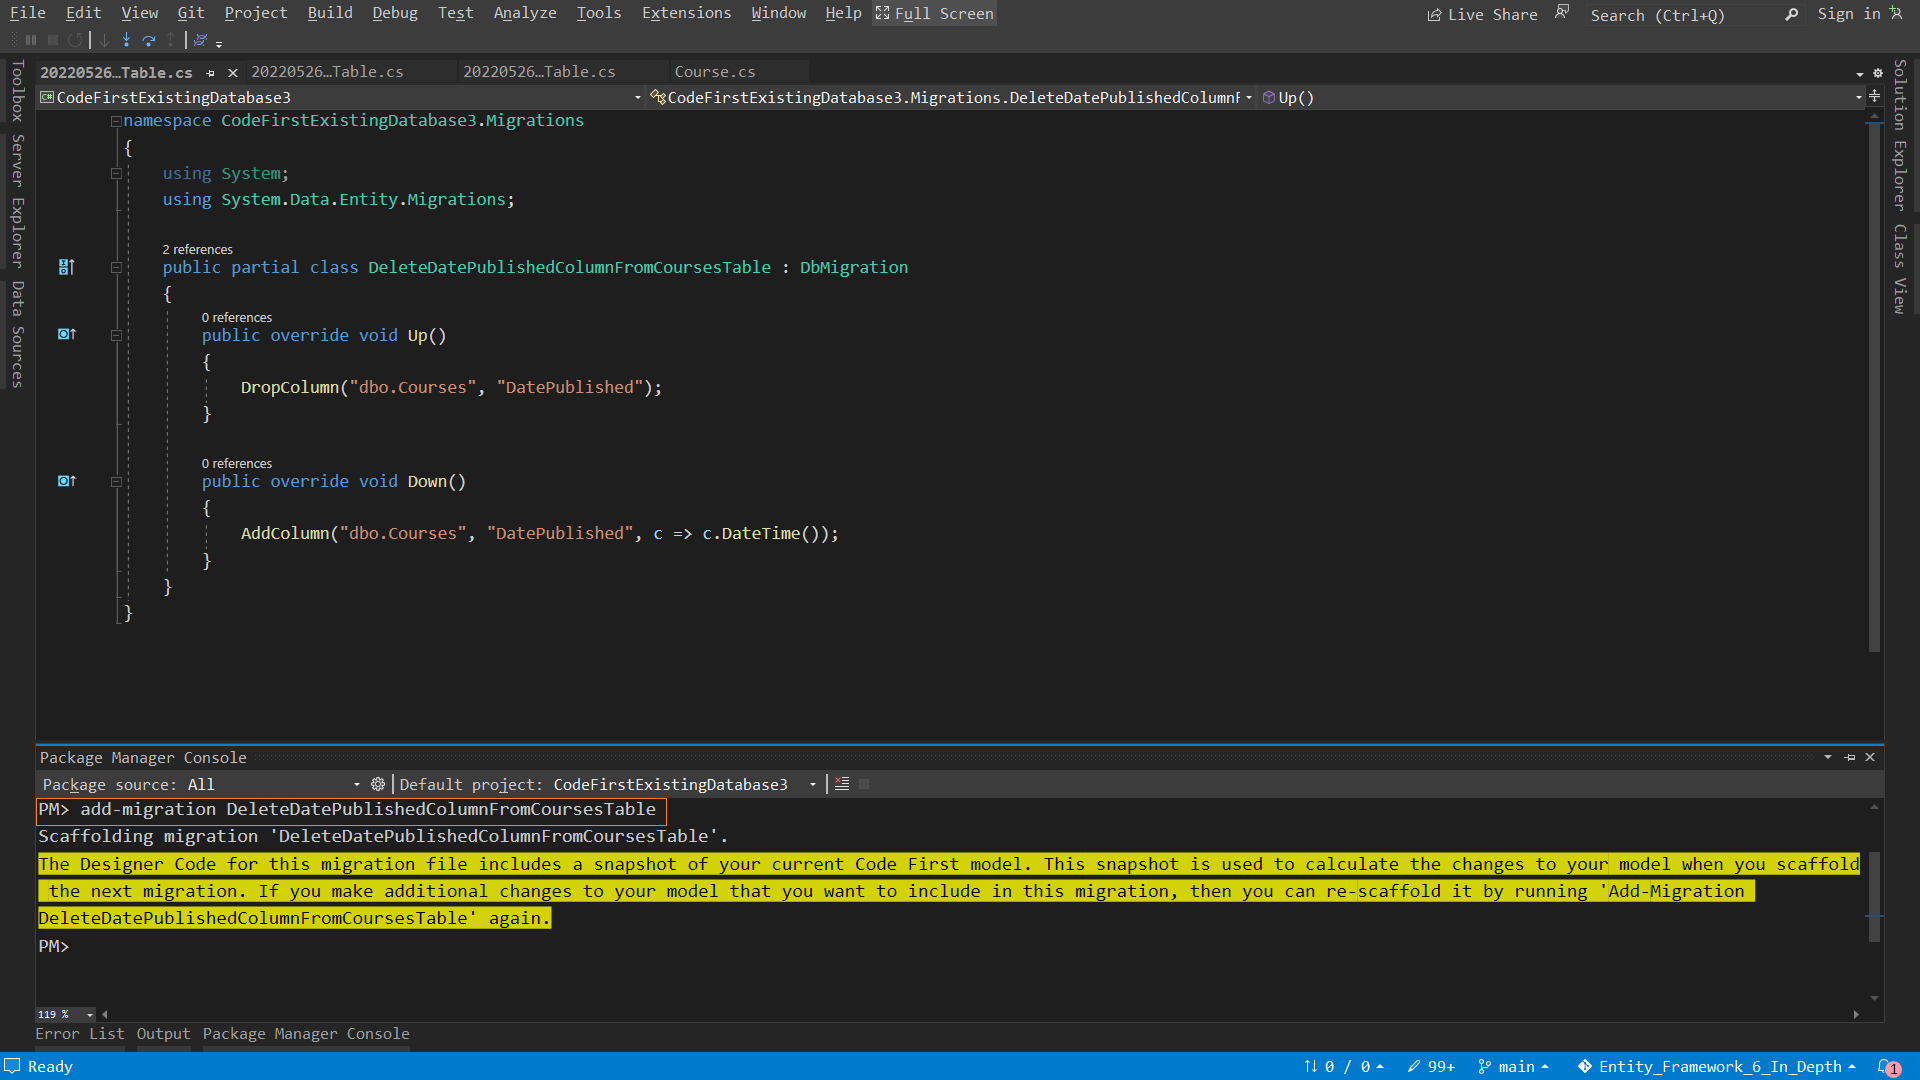 File Edit View Git Project Build Debug Test Analyze Tools Extensions Window Help Full Screen Live Share Search (Ctrl+Q) Sign in
20220526…Table.cs 20220526…Table.cs 20220526…Table.cs Course.cs
CodeFirstExistingDatabase3 CodeFirstExistingDatabase3.Migrations.DeleteDatePublishedColumnF Up()
Toolbox
Server Explorer
Data Sources
Solution Explorer
Class View
namespace CodeFirstExistingDatabase3.Migrations
{
using System;
using System.Data.Entity.Migrations;
2 references
public partial class DeleteDatePublishedColumnFromCoursesTable : DbMigration
{
0 references
public override void Up()
{
DropColumn("dbo.Courses", "DatePublished");
}
0 references
public override void Down()
{
AddColumn("dbo.Courses", "DatePublished", c => c.DateTime());
}
}
}
Package Manager Console
Package source: All Default project: CodeFirstExistingDatabase3
PM> add-migration DeleteDatePublishedColumnFromCoursesTable
Scaffolding migration 'DeleteDatePublishedColumnFromCoursesTable'.
The Designer Code for this migration file includes a snapshot of your current Code First model. This snapshot is used to calculate the changes to your model when you scaffold
the next migration. If you make additional changes to your model that you want to include in this migration, then you can re-scaffold it by running 'Add-Migration
DeleteDatePublishedColumnFromCoursesTable' again.
PM>
119 %
Error List Output Package Manager Console
Ready 0 / 0 99+ main Entity_Framework_6_In_Depth 1